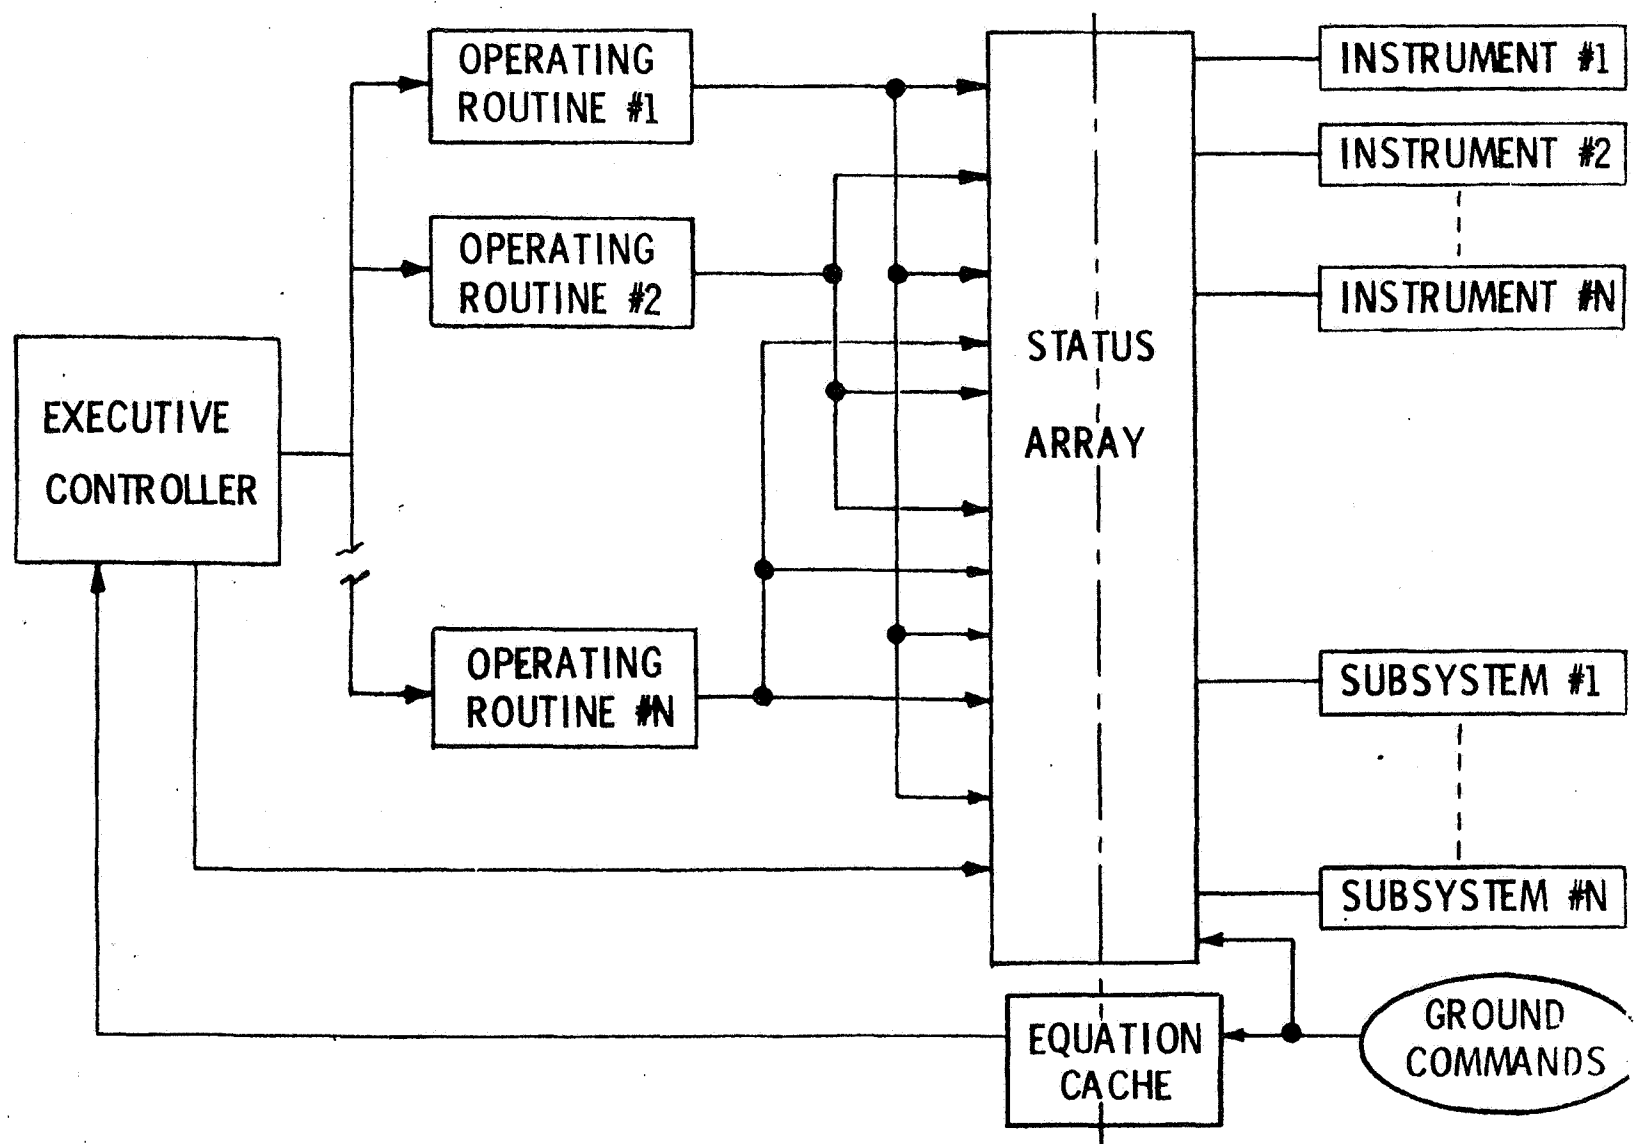 OPERATING
ROUTINE #1
OPERATING
ROUTINE #2
OPERATING
ROUTINE #N
EXECUTIVE
CONTROLLER
STATUS
ARRAY
INSTRUMENT #1
INSTRUMENT #2
INSTRUMENT #N
SUBSYSTEM #1
SUBSYSTEM #N
EQUATION
CACHE
GROUND
COMMANDS